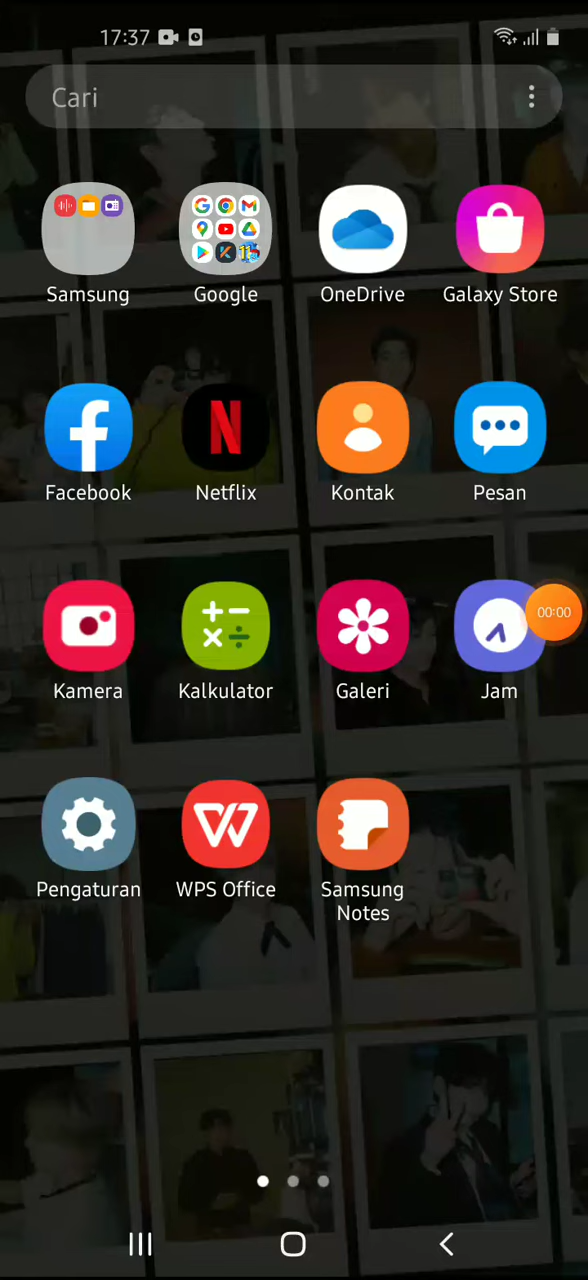 17:37
Cari
Samsung
Google
OneDrive
Galaxy Store
Facebook
Netflix
Kontak
Pesan
00:00
Kamera
Kalkulator
Galeri
Jam
Pengaturan
WPS Office
Samsung
Notes